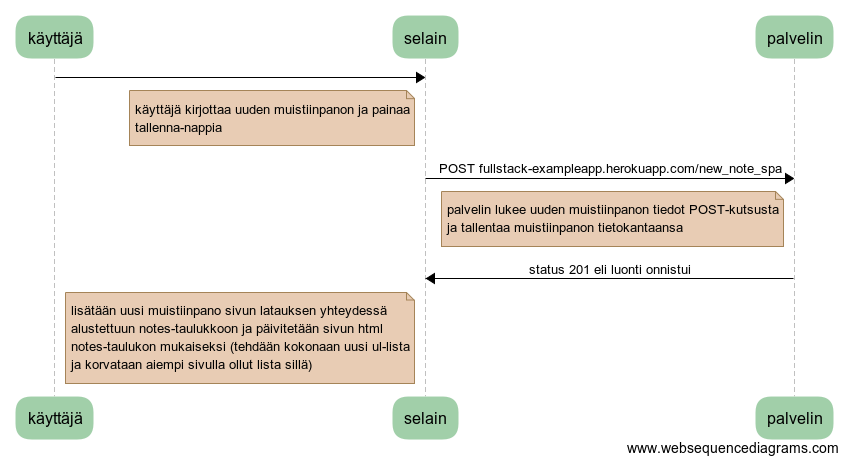 käyttäjä
selain
palvelin
käyttäjä kirjottaa uuden muistiinpanon ja painaa
tallenna-nappia
POST fullstack-exampleapp.herokuapp.com/new_note_spa
palvelin lukee uuden muistiinpanon tiedot POST-kutsusta
ja tallentaa muistiinpanon tietokantaansa
status 201 eli luonti onnistui
lisätään uusi muistiinpano sivun latauksen yhteydessä
alustettuun notes-taulukkoon ja päivitetään sivun html
notes-taulukon mukaiseksi (tehdään kokonaan uusi ul-lista
ja korvataan aiempi sivulla ollut lista sillä)
käyttäjä
selain
palvelin
www.websequencediagrams.com